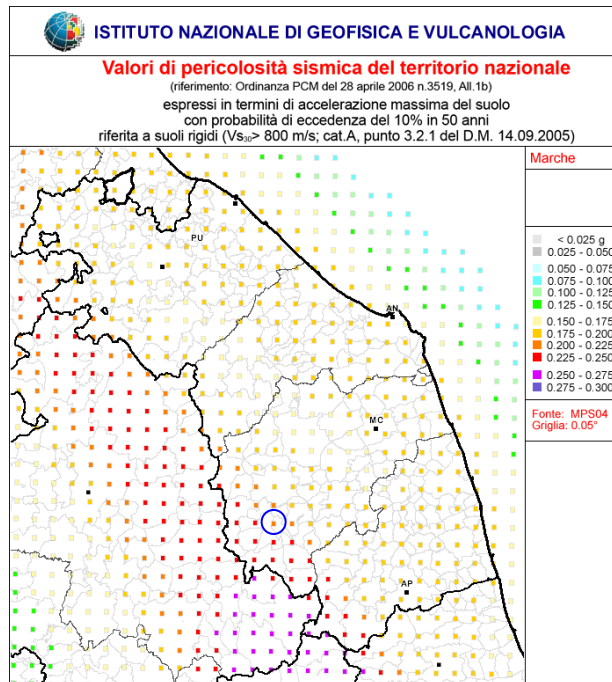 ISTITUTO NAZIONALE DI GEOFISICA E VULCANOLOGIA
Valori di pericolosità sismica del territorio nazionale
(riferimento: Ordinanza PCM del 28 aprile 2006 n.3519, All.1b)
espressi in termini di accelerazione massima del suolo
con probabilità di eccedenza del 10% in 50 anni
riferita a suoli rigidi (Vs₃₀> 800 m/s; cat.A, punto 3.2.1 del D.M. 14.09.2005)
Marche
PU
AN
MC
AP
< 0.025 g
0.025 - 0.050
0.050 - 0.075
0.075 - 0.100
0.100 - 0.125
0.125 - 0.150
0.150 - 0.175
0.175 - 0.200
0.200 - 0.225
0.225 - 0.250
0.250 - 0.275
0.275 - 0.300
Fonte: MPS04
Griglia: 0.05°